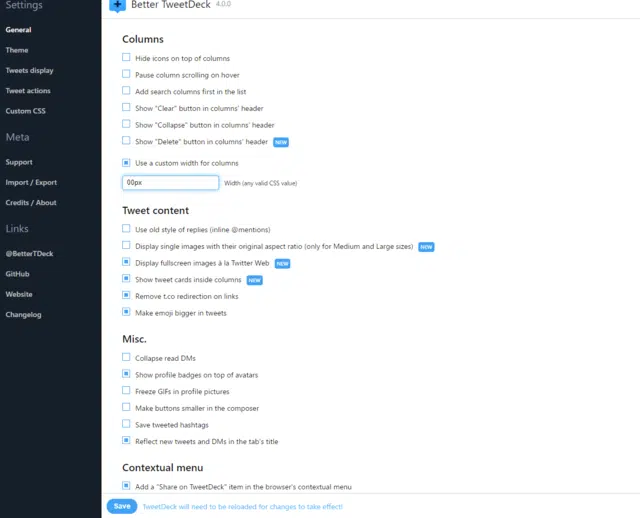 Settings
General
Theme
Tweets display
Tweet actions
Custom CSS
Meta
Support
Import / Export
Credits / About
Links
@BetterTDeck
GitHub
Website
Changelog
Better TweetDeck 4.0.0
Columns
Hide icons on top of columns
Pause column scrolling on hover
Add search columns first in the list
Show "Clear" button in columns' header
Show "Collapse" button in columns' header
Show "Delete" button in columns' header NEW
Use a custom width for columns
00px Width (any valid CSS value)
Tweet content
Use old style of replies (inline @mentions)
Display single images with their original aspect ratio (only for Medium and Large sizes) NEW
Display fullscreen images à la Twitter Web NEW
Show tweet cards inside columns NEW
Remove t.co redirection on links
Make emoji bigger in tweets
Misc.
Collapse read DMs
Show profile badges on top of avatars
Freeze GIFs in profile pictures
Make buttons smaller in the composer
Save tweeted hashtags
Reflect new tweets and DMs in the tab's title
Contextual menu
Add a "Share on TweetDeck" item in the browser's contextual menu
Save TweetDeck will need to be reloaded for changes to take effect!